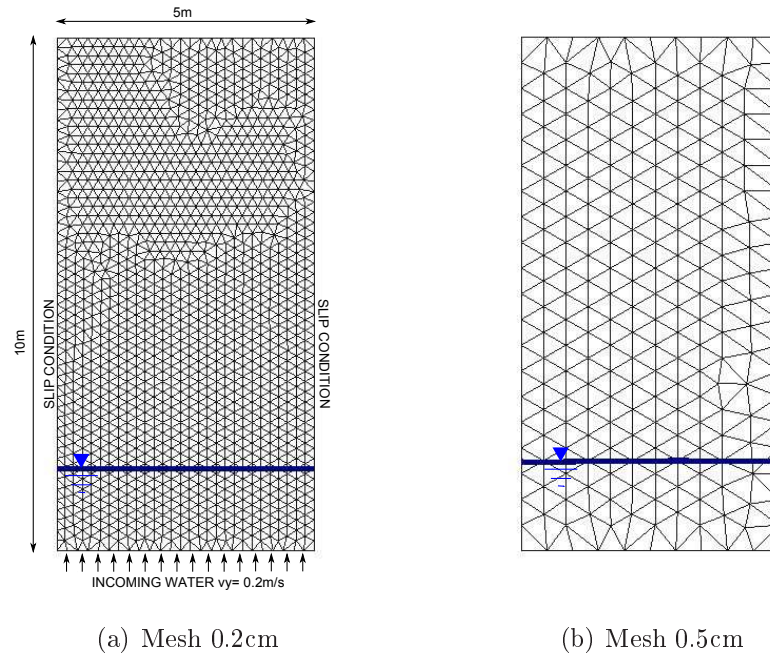 5m
10m
SLIP CONDITION
SLIP CONDITION
INCOMING WATER vy= 0.2m/s
(a) Mesh 0.2cm
(b) Mesh 0.5cm